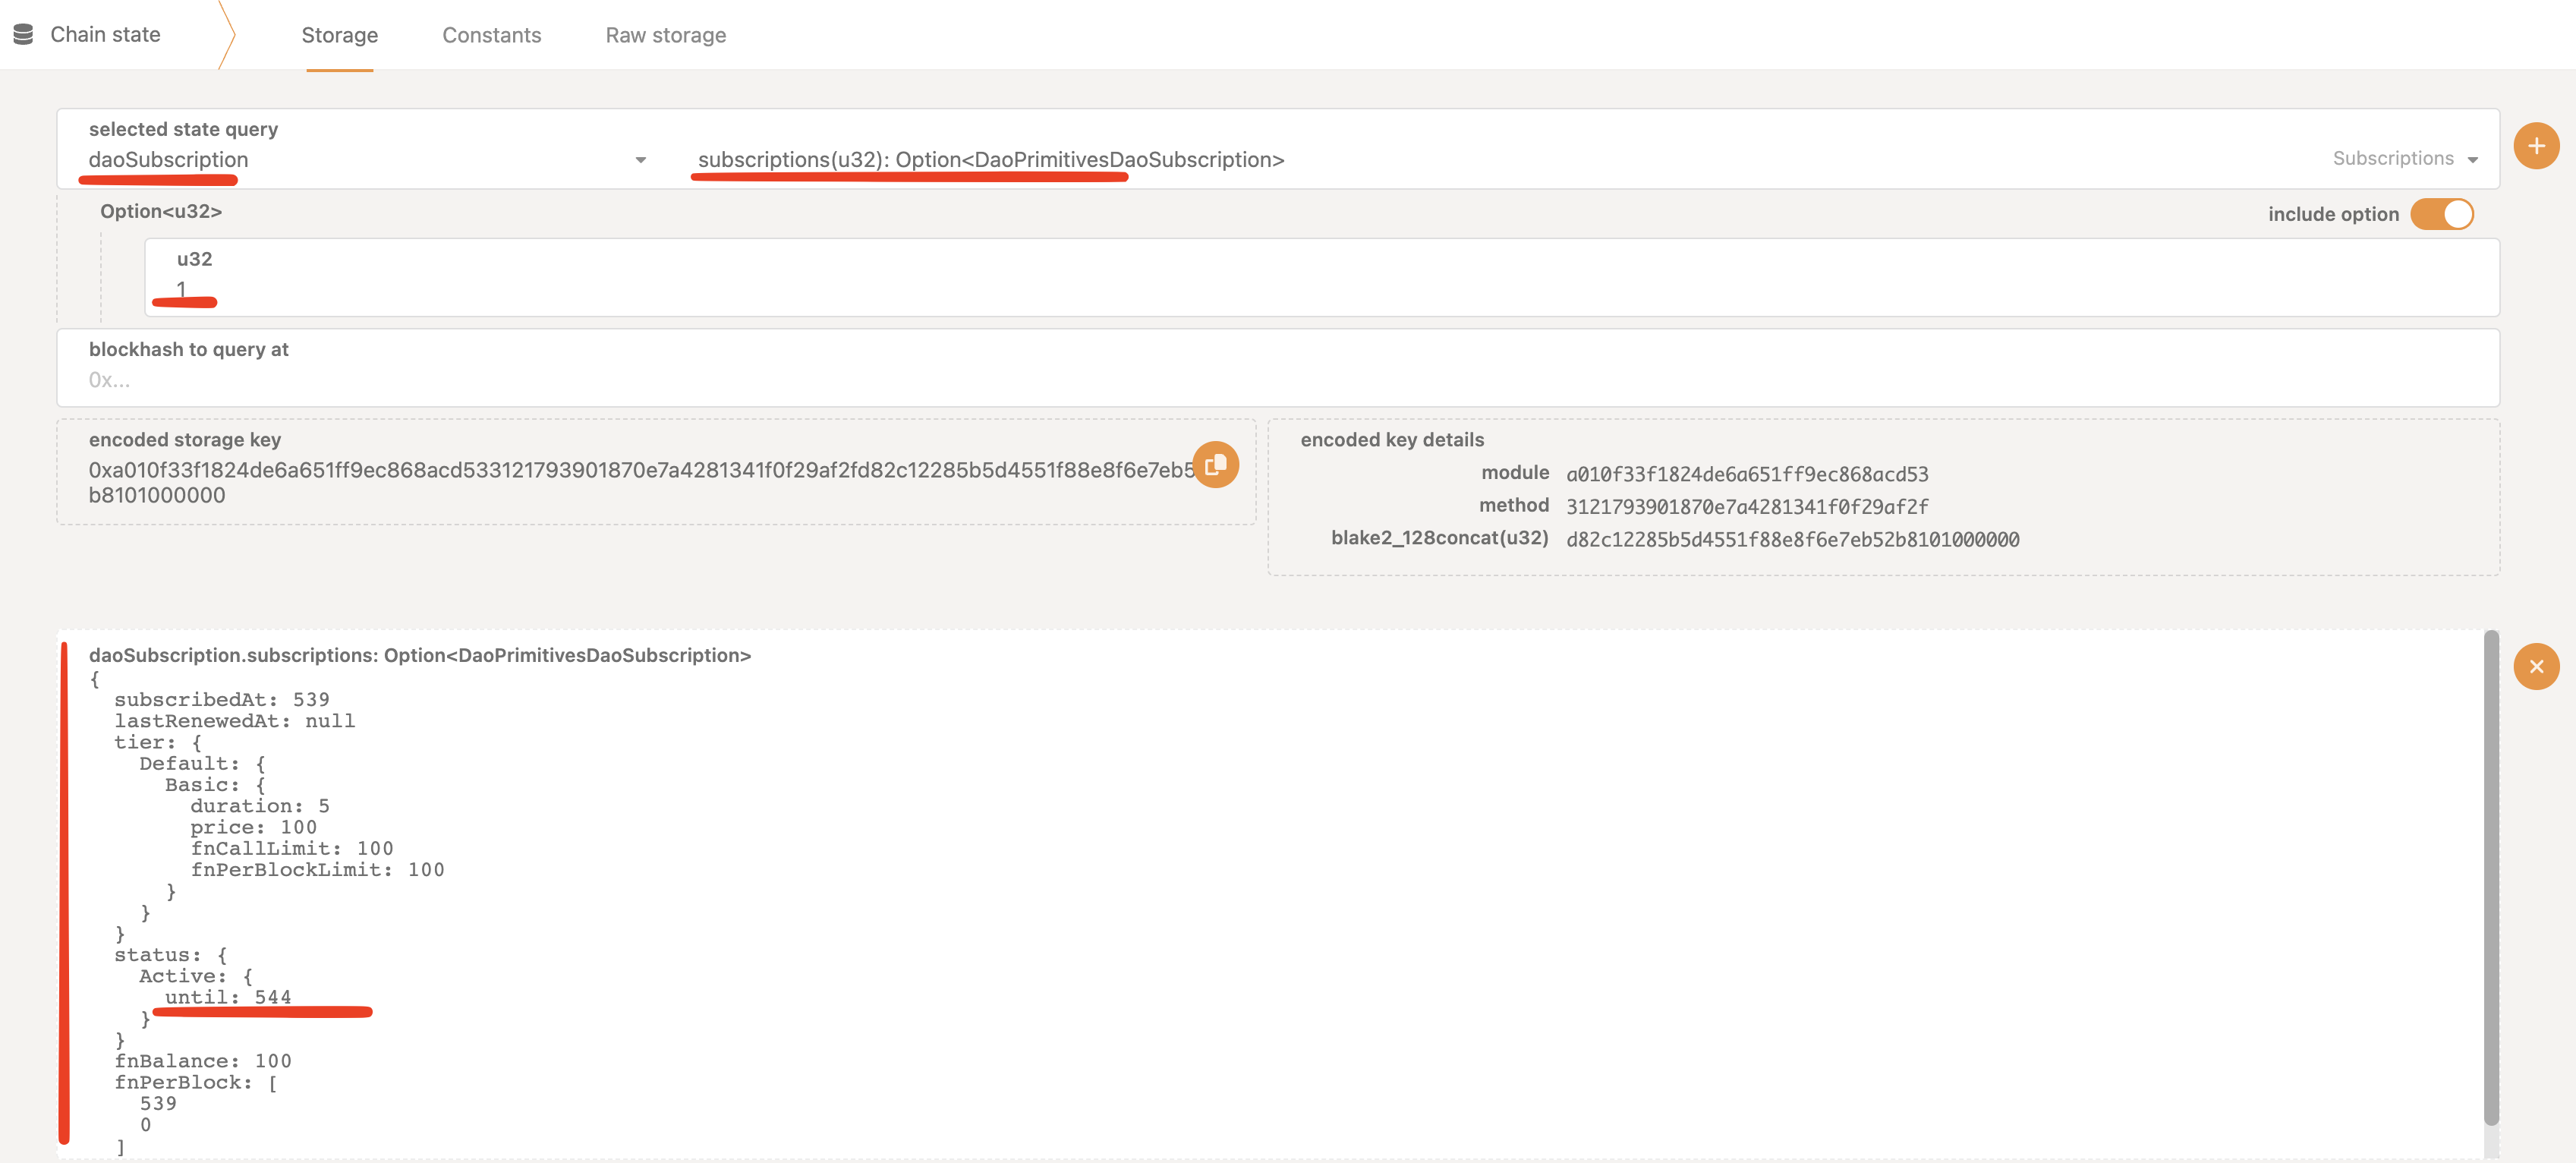 Chain state
Storage
Constants
Raw storage
selected state query
daoSubscription
subscriptions(u32): Option<DaoPrimitivesDaoSubscription>
Subscriptions
Option<u32>
include option
u32
1
blockhash to query at
0x...
encoded storage key
0xa010f33f1824de6a651ff9ec868acd533121793901870e7a4281341f0f29af2fd82c12285b5d4551f88e8f6e7eb5
b8101000000
encoded key details
module a010f33f1824de6a651ff9ec868acd53
method 3121793901870e7a4281341f0f29af2f
blake2_128concat(u32) d82c12285b5d4551f88e8f6e7eb52b8101000000
daoSubscription.subscriptions: Option<DaoPrimitivesDaoSubscription>
{
subscribedAt: 539
lastRenewedAt: null
tier: {
Default: {
Basic: {
duration: 5
price: 100
fnCallLimit: 100
fnPerBlockLimit: 100
}
}
}
status: {
Active: {
until: 544
}
}
fnBalance: 100
fnPerBlock: [
539
0
]